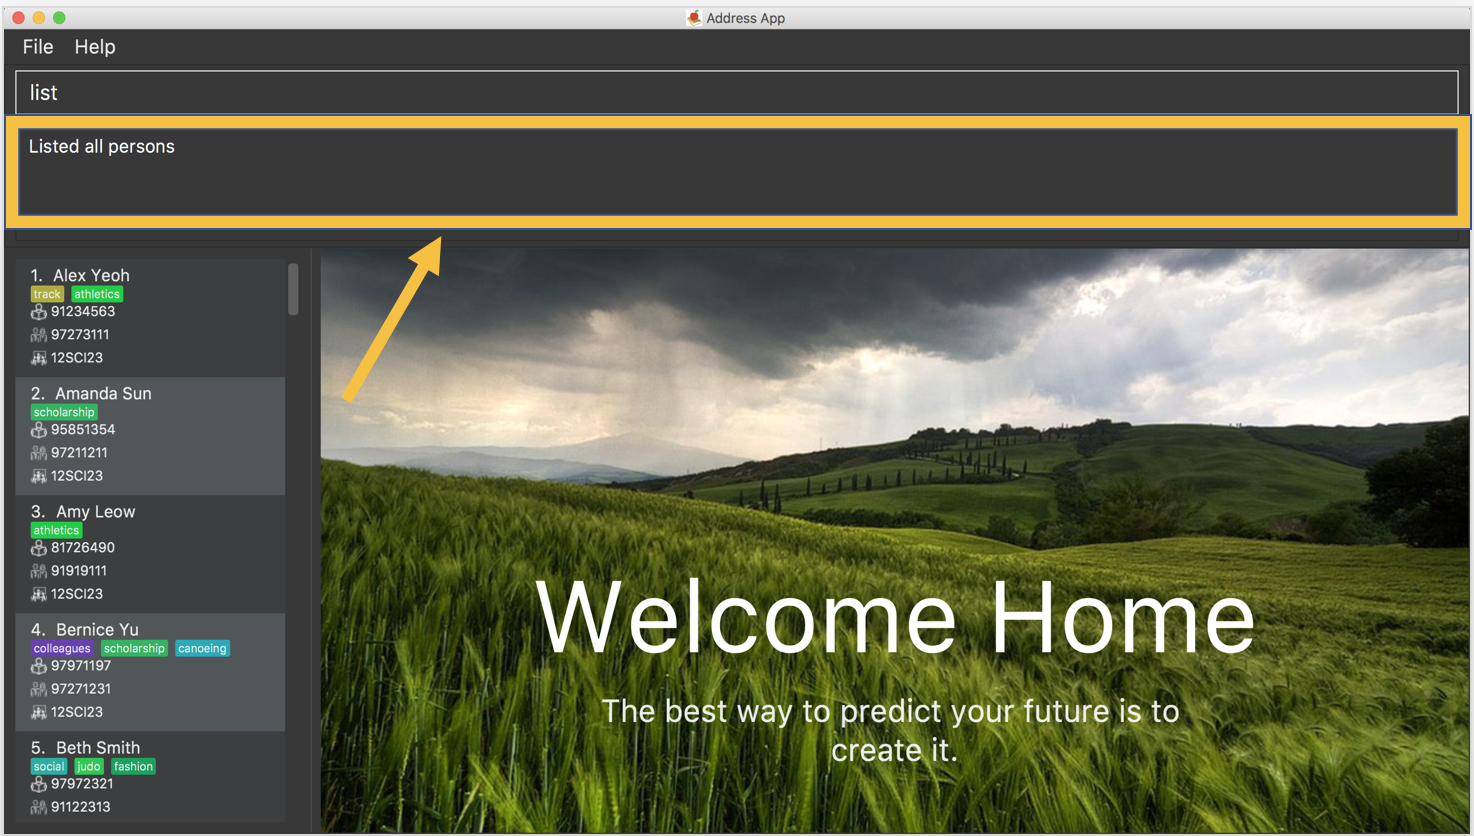 Address App
File Help
list
Listed all persons
1. Alex Yeoh
track athletics
91234563
97273111
12SCI23
2. Amanda Sun
scholarship
95851354
97211211
12SCI23
3. Amy Leow
athletics
81726490
91919111
12SCI23
4. Bernice Yu
colleagues scholarship canoeing
97971197
97271231
12SCI23
5. Beth Smith
social judo fashion
97972321
91122313
Welcome Home
The best way to predict your future is to
create it.